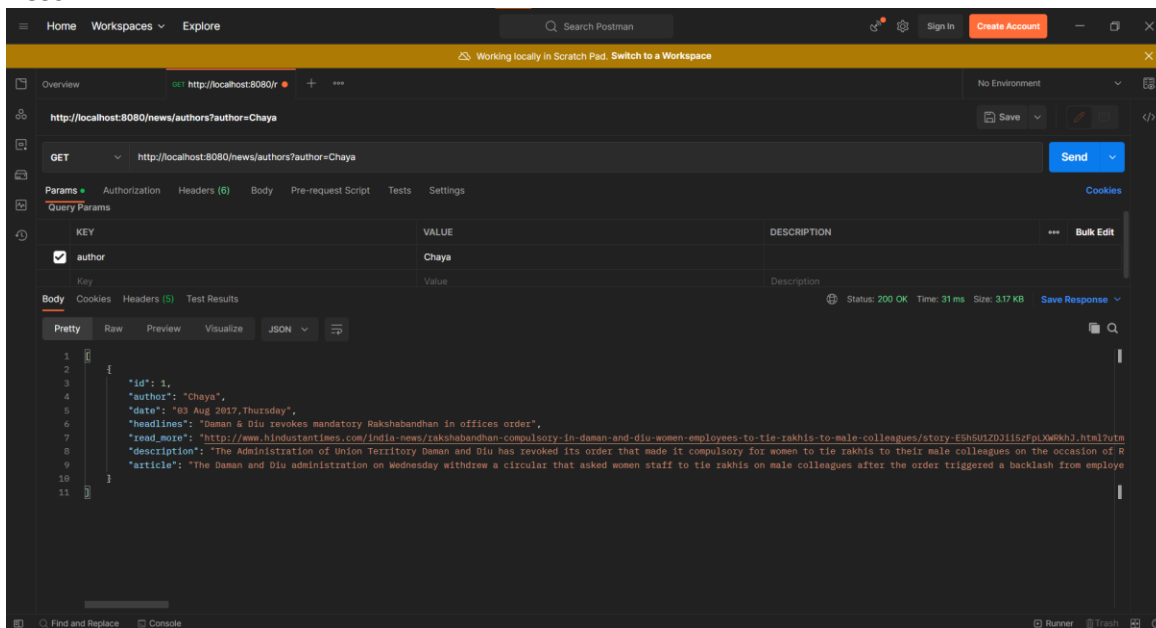 Home Workspaces Explore Search Postman Sign In Create Account
Working locally in Scratch Pad. Switch to a Workspace
Overview GET http://localhost:8080/r No Environment
http://localhost:8080/news/authors?author=Chaya Save
GET http://localhost:8080/news/authors?author=Chaya Send
Params Authorization Headers (6) Body Pre-request Script Tests Settings Cookies
Query Params
KEY VALUE DESCRIPTION Bulk Edit
author Chaya
Key Value Description
Body Cookies Headers (5) Test Results Status: 200 OK Time: 31 ms Size: 3.17 KB Save Response
Pretty Raw Preview Visualize JSON
1 [
2 {
3 "id": 1,
4 "author": "Chaya",
5 "date": "03 Aug 2017,Thursday",
6 "headlines": "Daman & Diu revokes mandatory Rakshabandhan in offices order",
7 "read_more": "http://www.hindustantimes.com/india-news/rakshabandhan-compulsory-in-daman-and-diu-women-employees-to-tie-rakhis-to-male-colleagues/story-E5h5U1ZDJi15zFpLXWRkhJ.html?utm
8 "description": "The Administration of Union Territory Daman and Diu has revoked its order that made it compulsory for women to tie rakhis to their male colleagues on the occasion of R
9 "article": "The Daman and Diu administration on Wednesday withdrew a circular that asked women staff to tie rakhis on male colleagues after the order triggered a backlash from employe
10 }
11 ]
Find and Replace Console Runner Trash